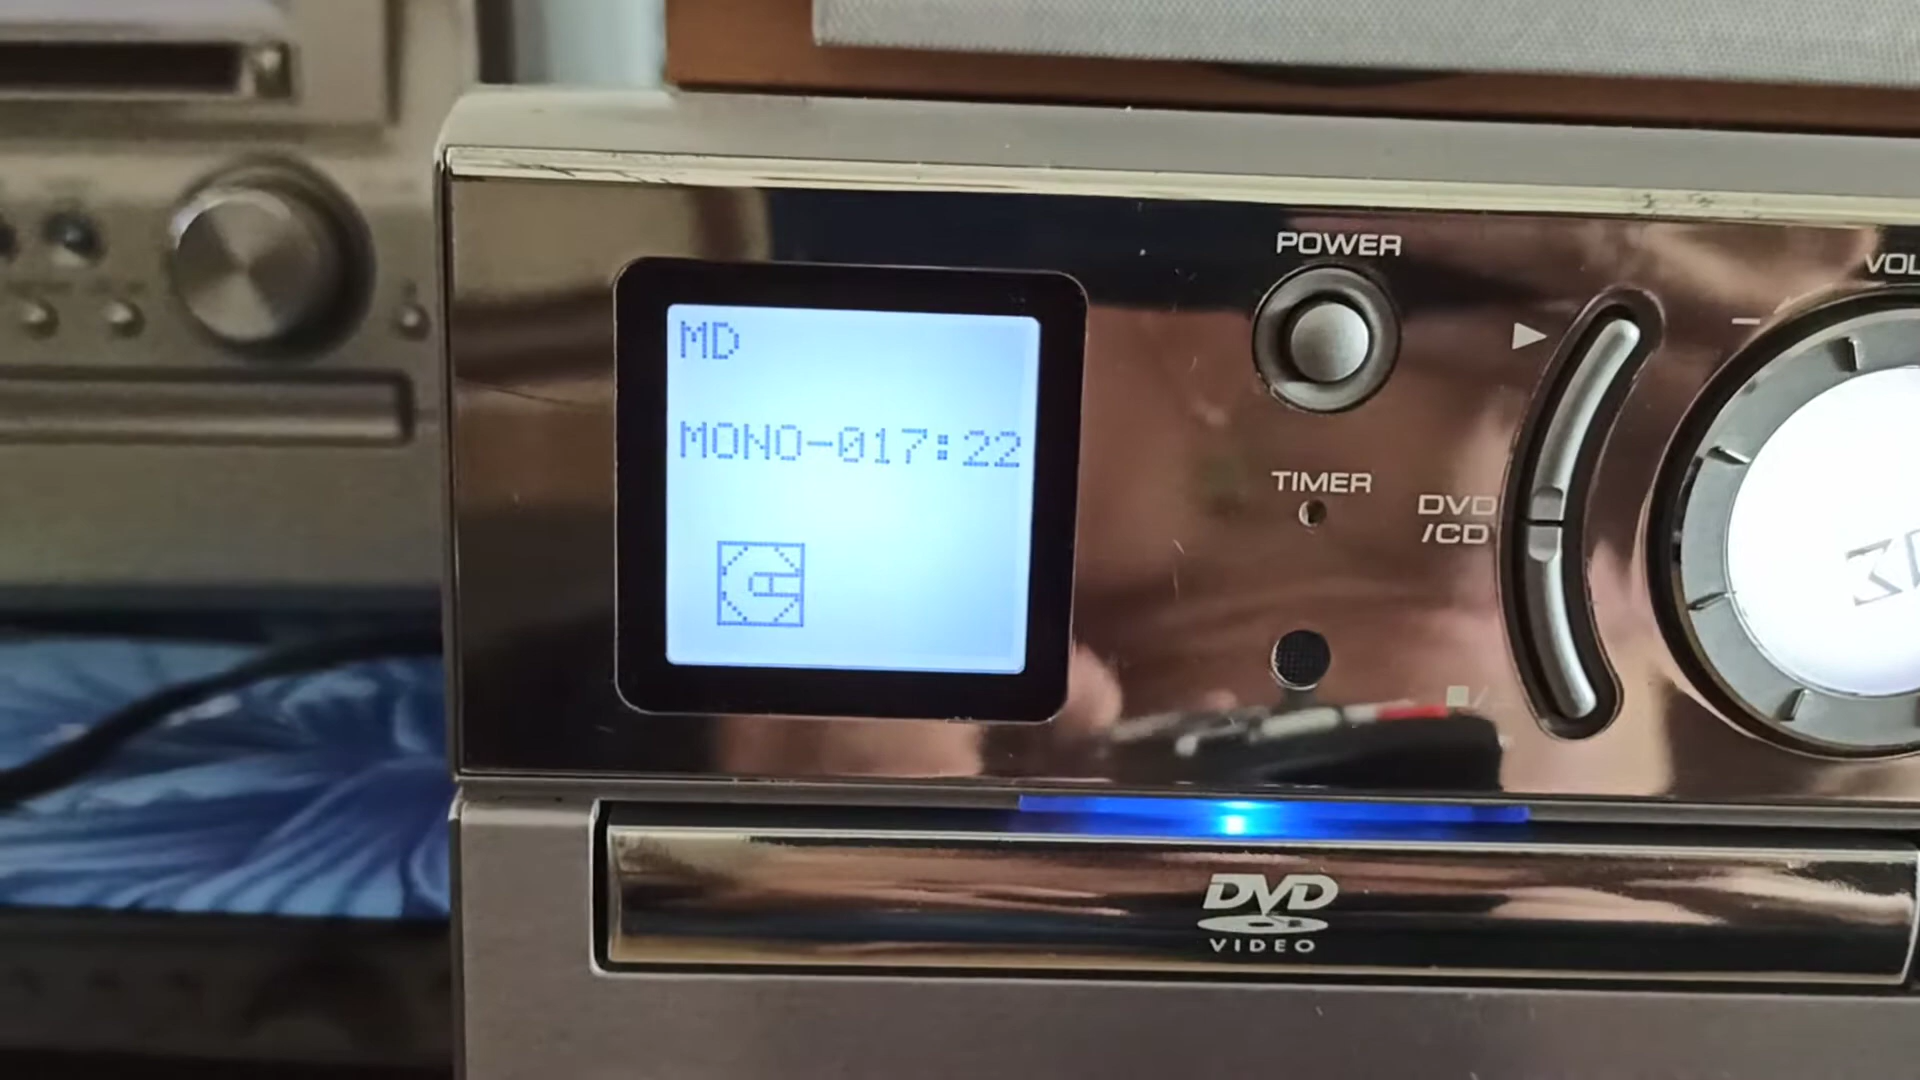 MD
MONO-017:22
POWER
TIMER
DVD
/CD
VOL
DVD
VIDEO